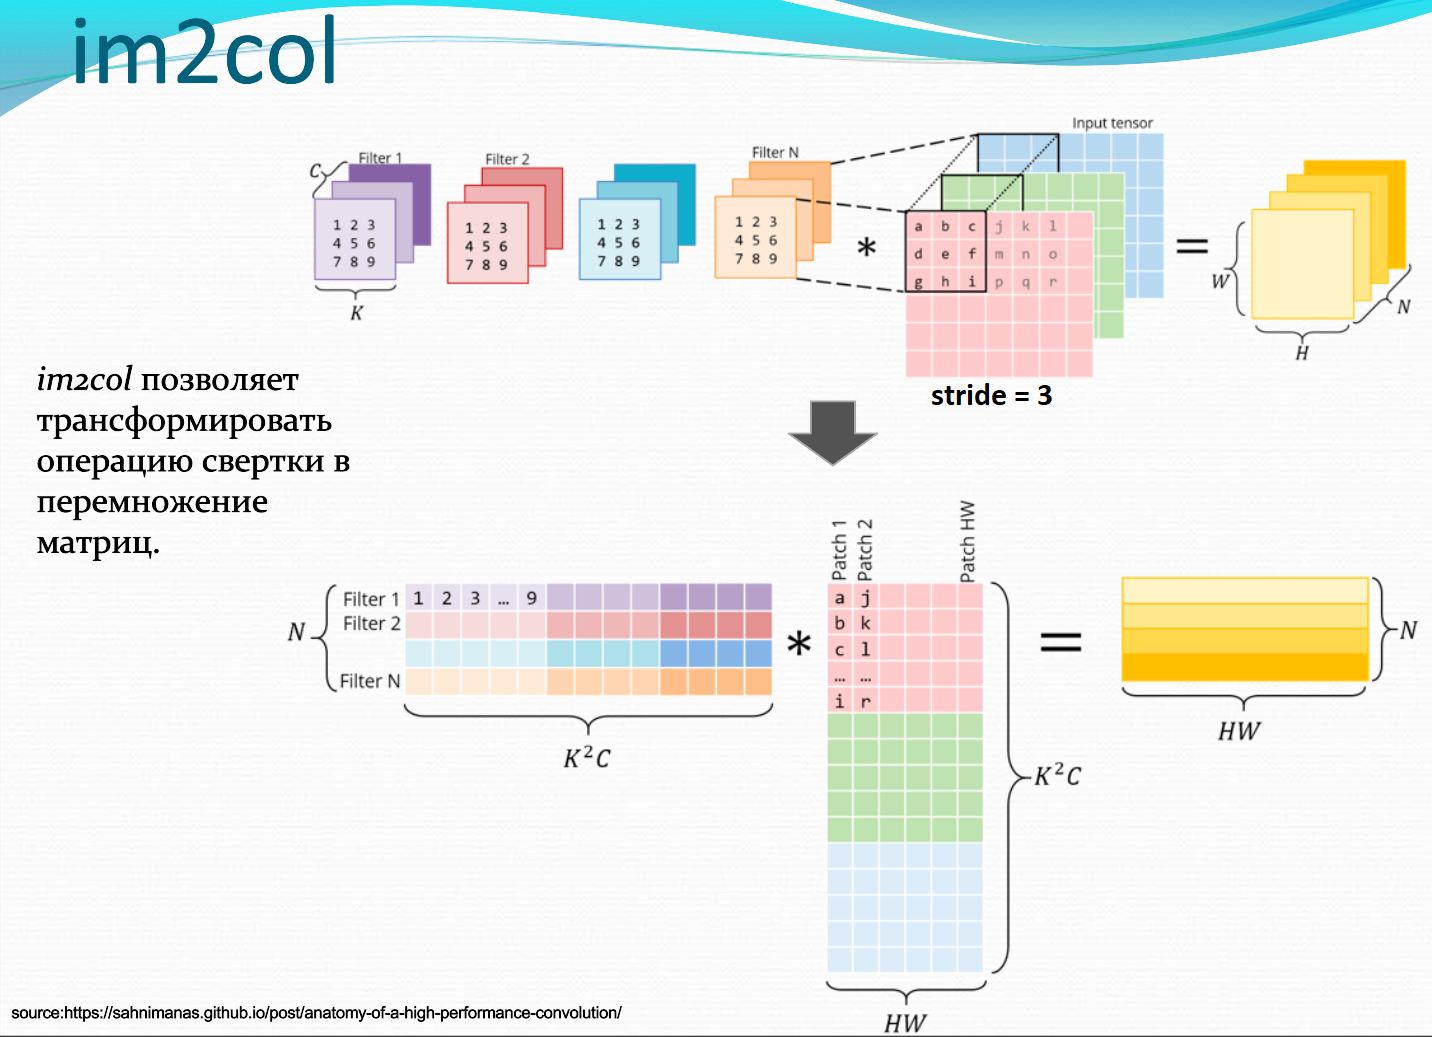 im2col
Input tensor
Filter 1
Filter 2
Filter N
C
1 2 3
4 5 6
7 8 9
1 2 3
4 5 6
7 8 9
1 2 3
4 5 6
7 8 9
1 2 3
4 5 6
7 8 9
K
*
a b c j k l
d e f m n o
g h i p q r
=
W
H
N
stride = 3
im2col позволяет
трансформировать
операцию свертки в
перемножение
матриц.
Patch 1
Patch 2
Patch HW
N
Filter 1
1 2 3 ... 9
Filter 2
Filter N
K²C
*
a j
b k
c l
... ...
i r
K²C
HW
=
N
HW
source:https://sahnimanas.github.io/post/anatomy-of-a-high-performance-convolution/